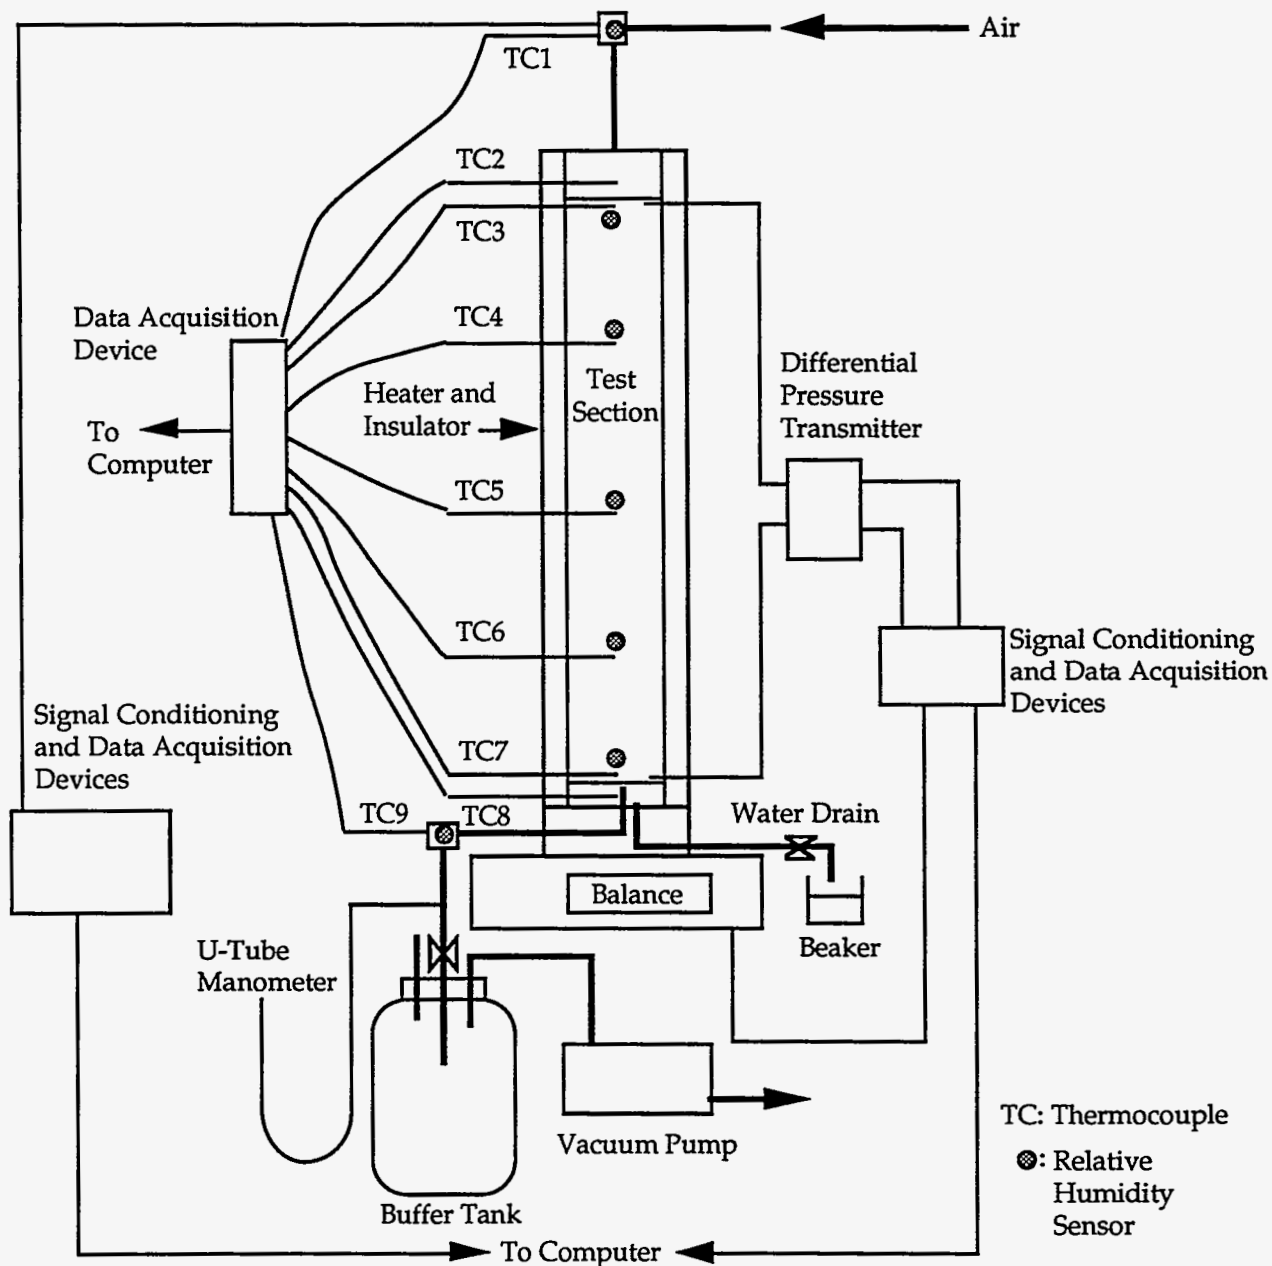 Air
TC1
TC2
TC3
Data Acquisition
Device
TC4
Heater and
Insulator
Test
Section
Differential
Pressure
Transmitter
To
Computer
TC5
TC6
Signal Conditioning
and Data Acquisition
Devices
Signal Conditioning
and Data Acquisition
Devices
TC7
TC9
TC8
Water Drain
Balance
Beaker
U-Tube
Manometer
Vacuum Pump
Buffer Tank
TC: Thermocouple
: Relative
Humidity
Sensor
To Computer